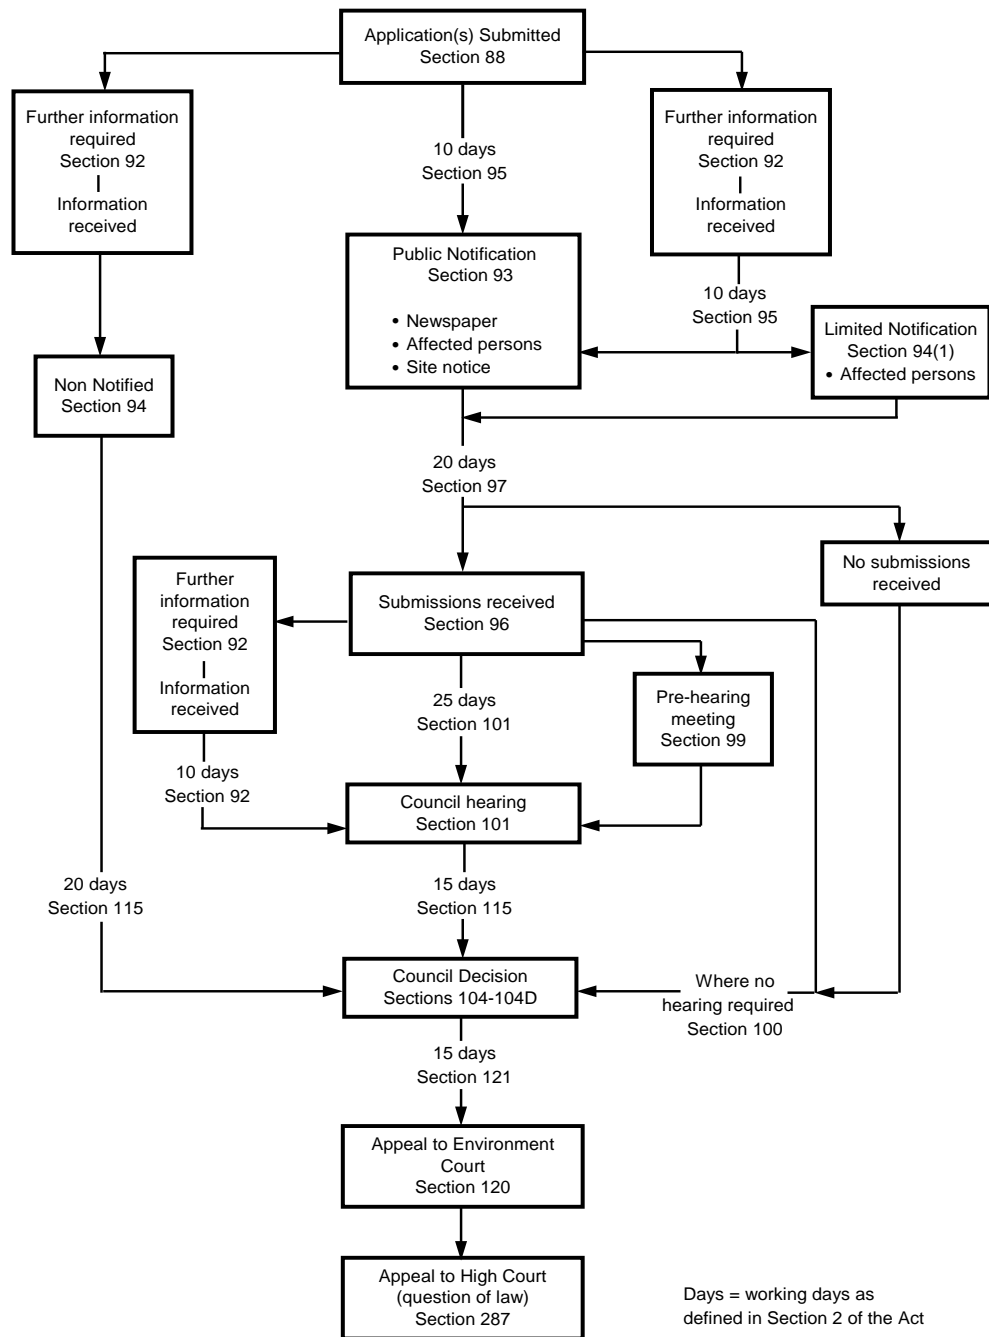 Application(s) Submitted
Section 88
Further information
required
Section 92
Information
received
10 days
Section 95
Further information
required
Section 92
Information
received
Public Notification
Section 93
• Newspaper
• Affected persons
• Site notice
10 days
Section 95
Limited Notification
Section 94(1)
• Affected persons
Non Notified
Section 94
20 days
Section 97
No submissions
received
Further
information
required
Section 92
Information
received
Submissions received
Section 96
25 days
Section 101
Pre-hearing
meeting
Section 99
10 days
Section 92
Council hearing
Section 101
20 days
Section 115
15 days
Section 115
Council Decision
Sections 104-104D
Where no
hearing required
Section 100
15 days
Section 121
Appeal to Environment
Court
Section 120
Appeal to High Court
(question of law)
Section 287
Days = working days as
defined in Section 2 of the Act